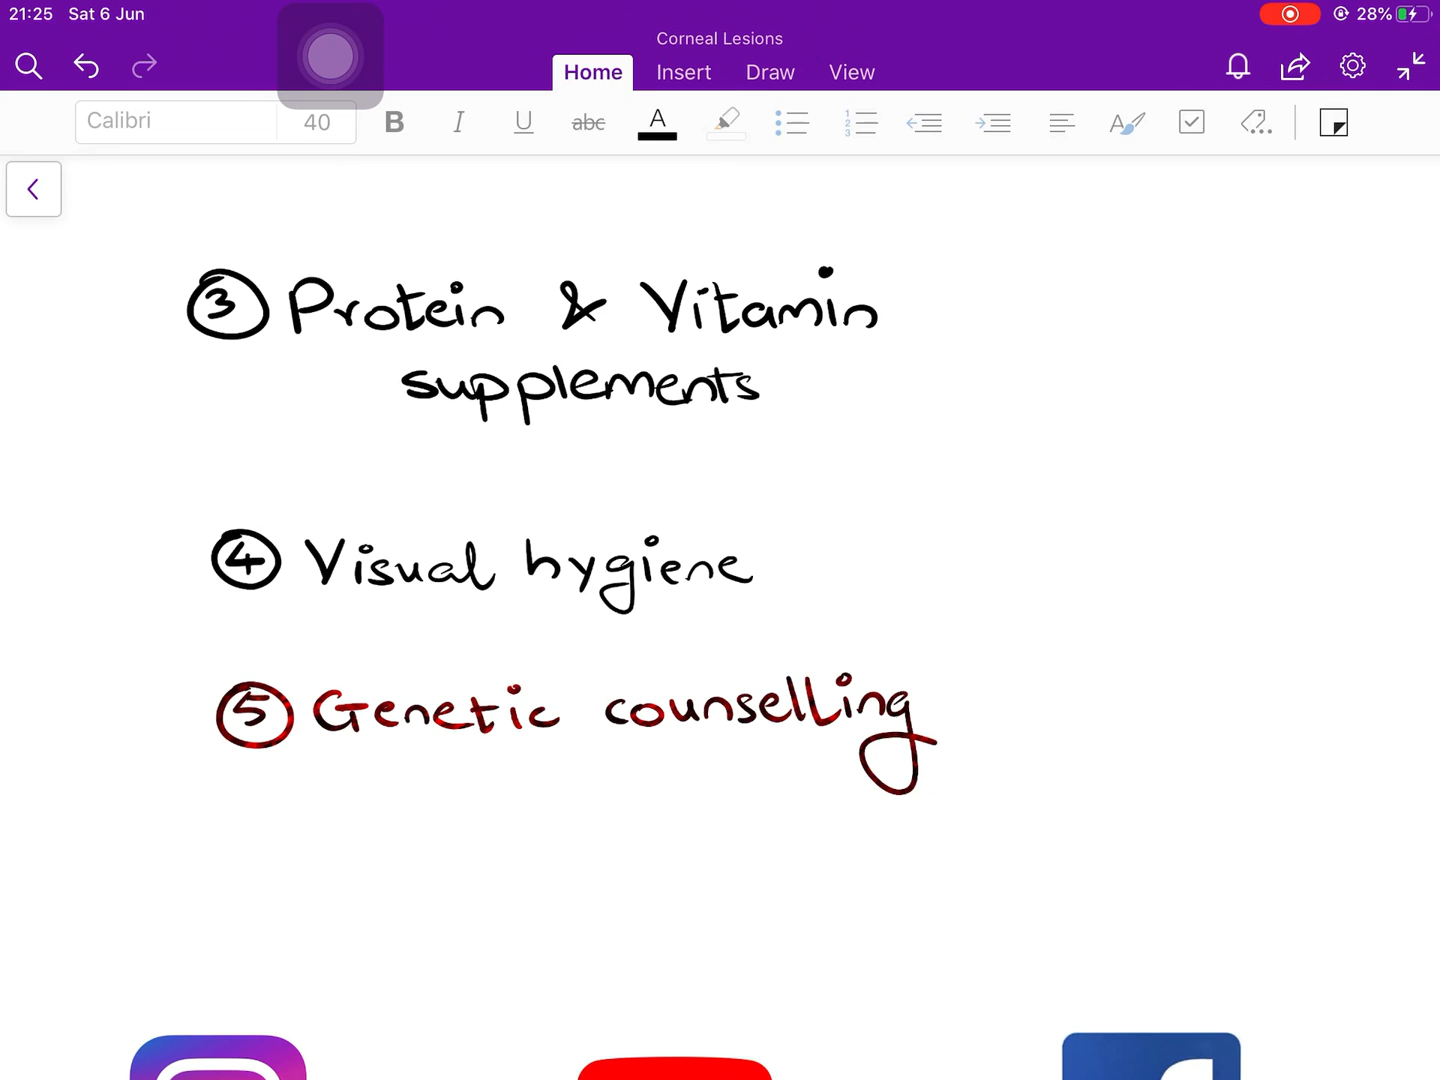 21:25 Sat 6 Jun 28%
Corneal Lesions
Home Insert Draw View
Calibri 40 B I U abc A
③ Protein & Vitamin
supplements
④ Visual hygiene
⑤ Genetic counselling